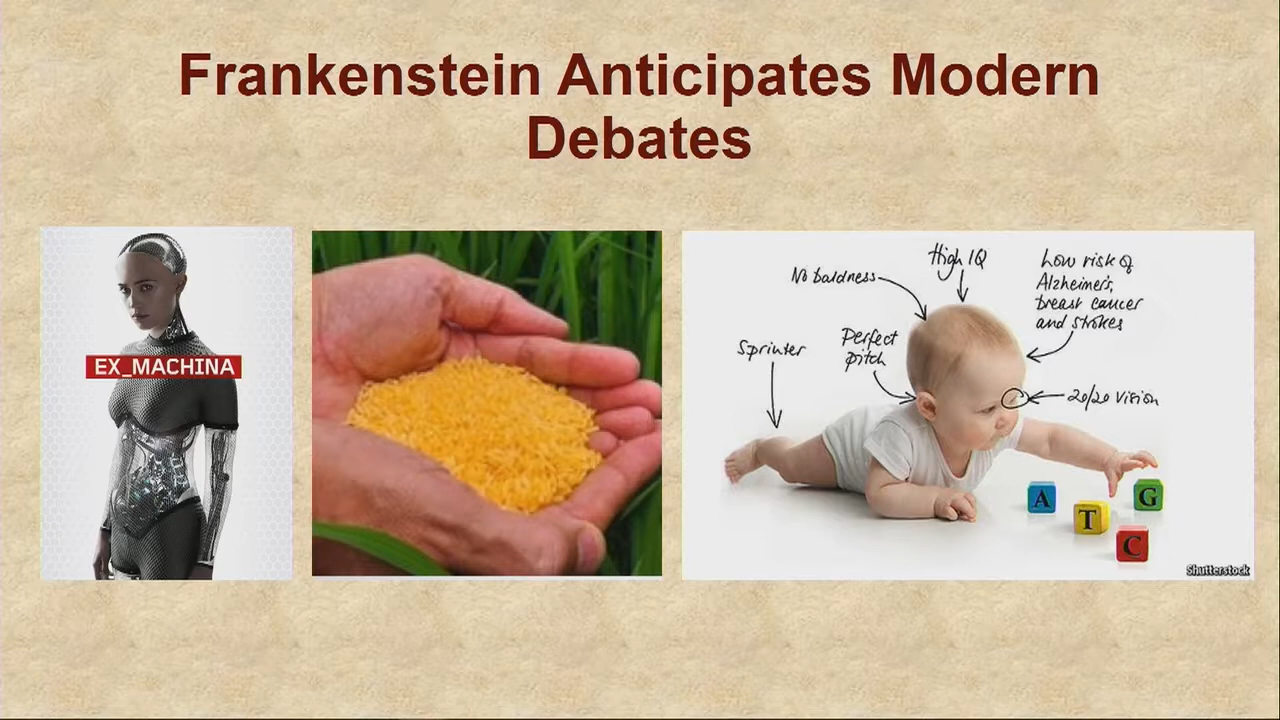 Frankenstein Anticipates Modern
Debates
EX_MACHINA
No baldness
High IQ
Low risk of
Alzheimer's,
breast cancer
and strokes
Sprinter
Perfect
pitch
20/20 vision
A
T
G
C
Shutterstock